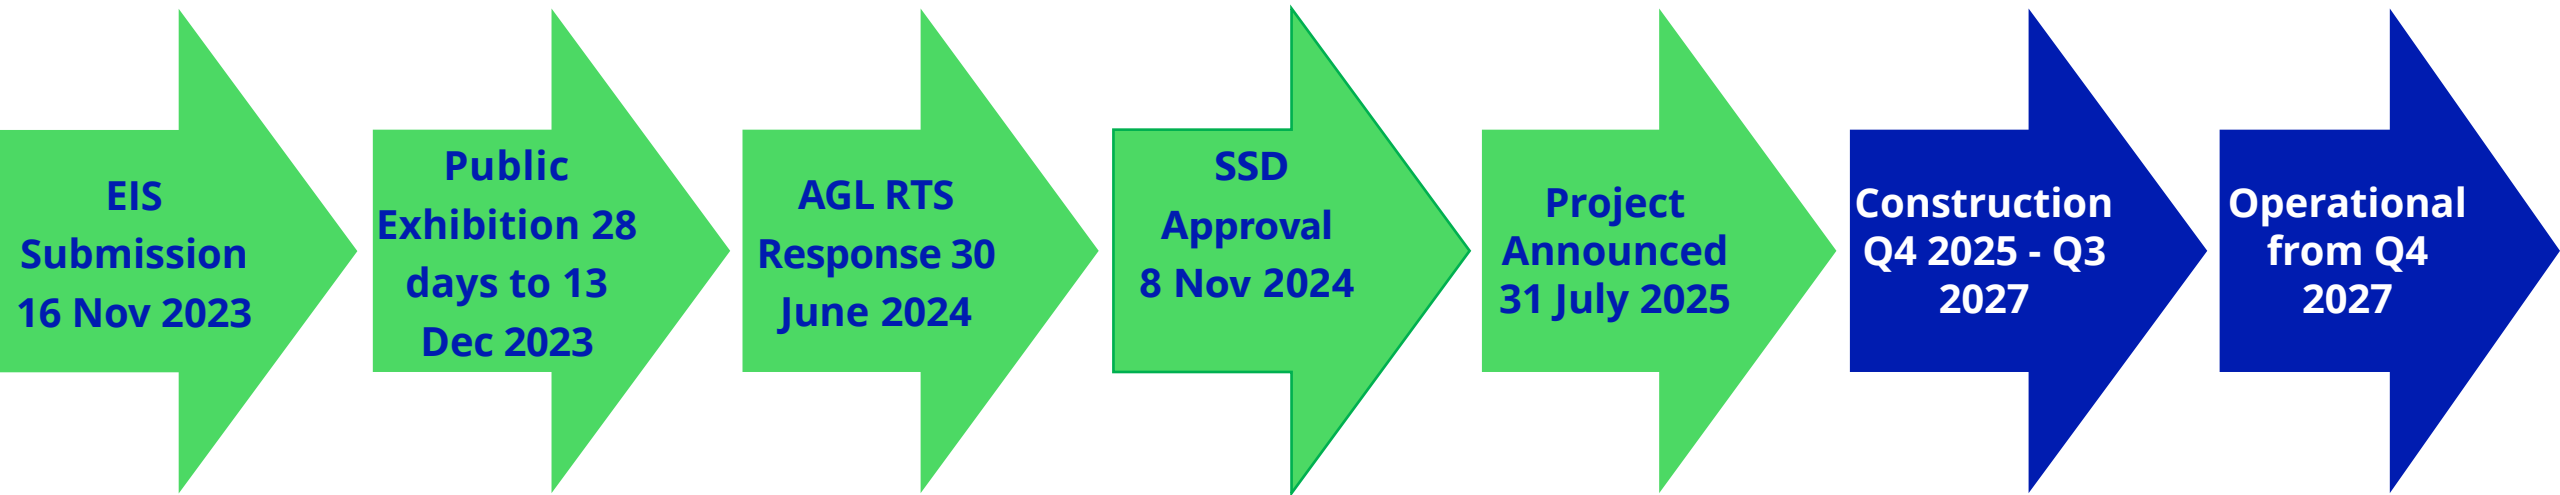 EIS
Submission
16 Nov 2023
Public
Exhibition 28
days to 13
Dec 2023
AGL RTS
Response 30
June 2024
SSD
Approval
8 Nov 2024
Project
Announced
31 July 2025
Construction
Q4 2025 - Q3
2027
Operational
from Q4
2027